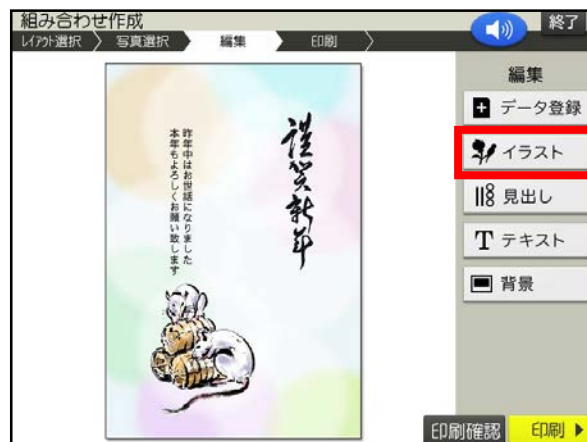 組み合わせ作成
終了
レイアウト選択
写真選択
編集
印刷
編集
データ登録
イラスト
見出し
テキスト
背景
謹賀新年
昨年中はお世話になりました
本年もよろしくお願い致します
印刷確認
印刷